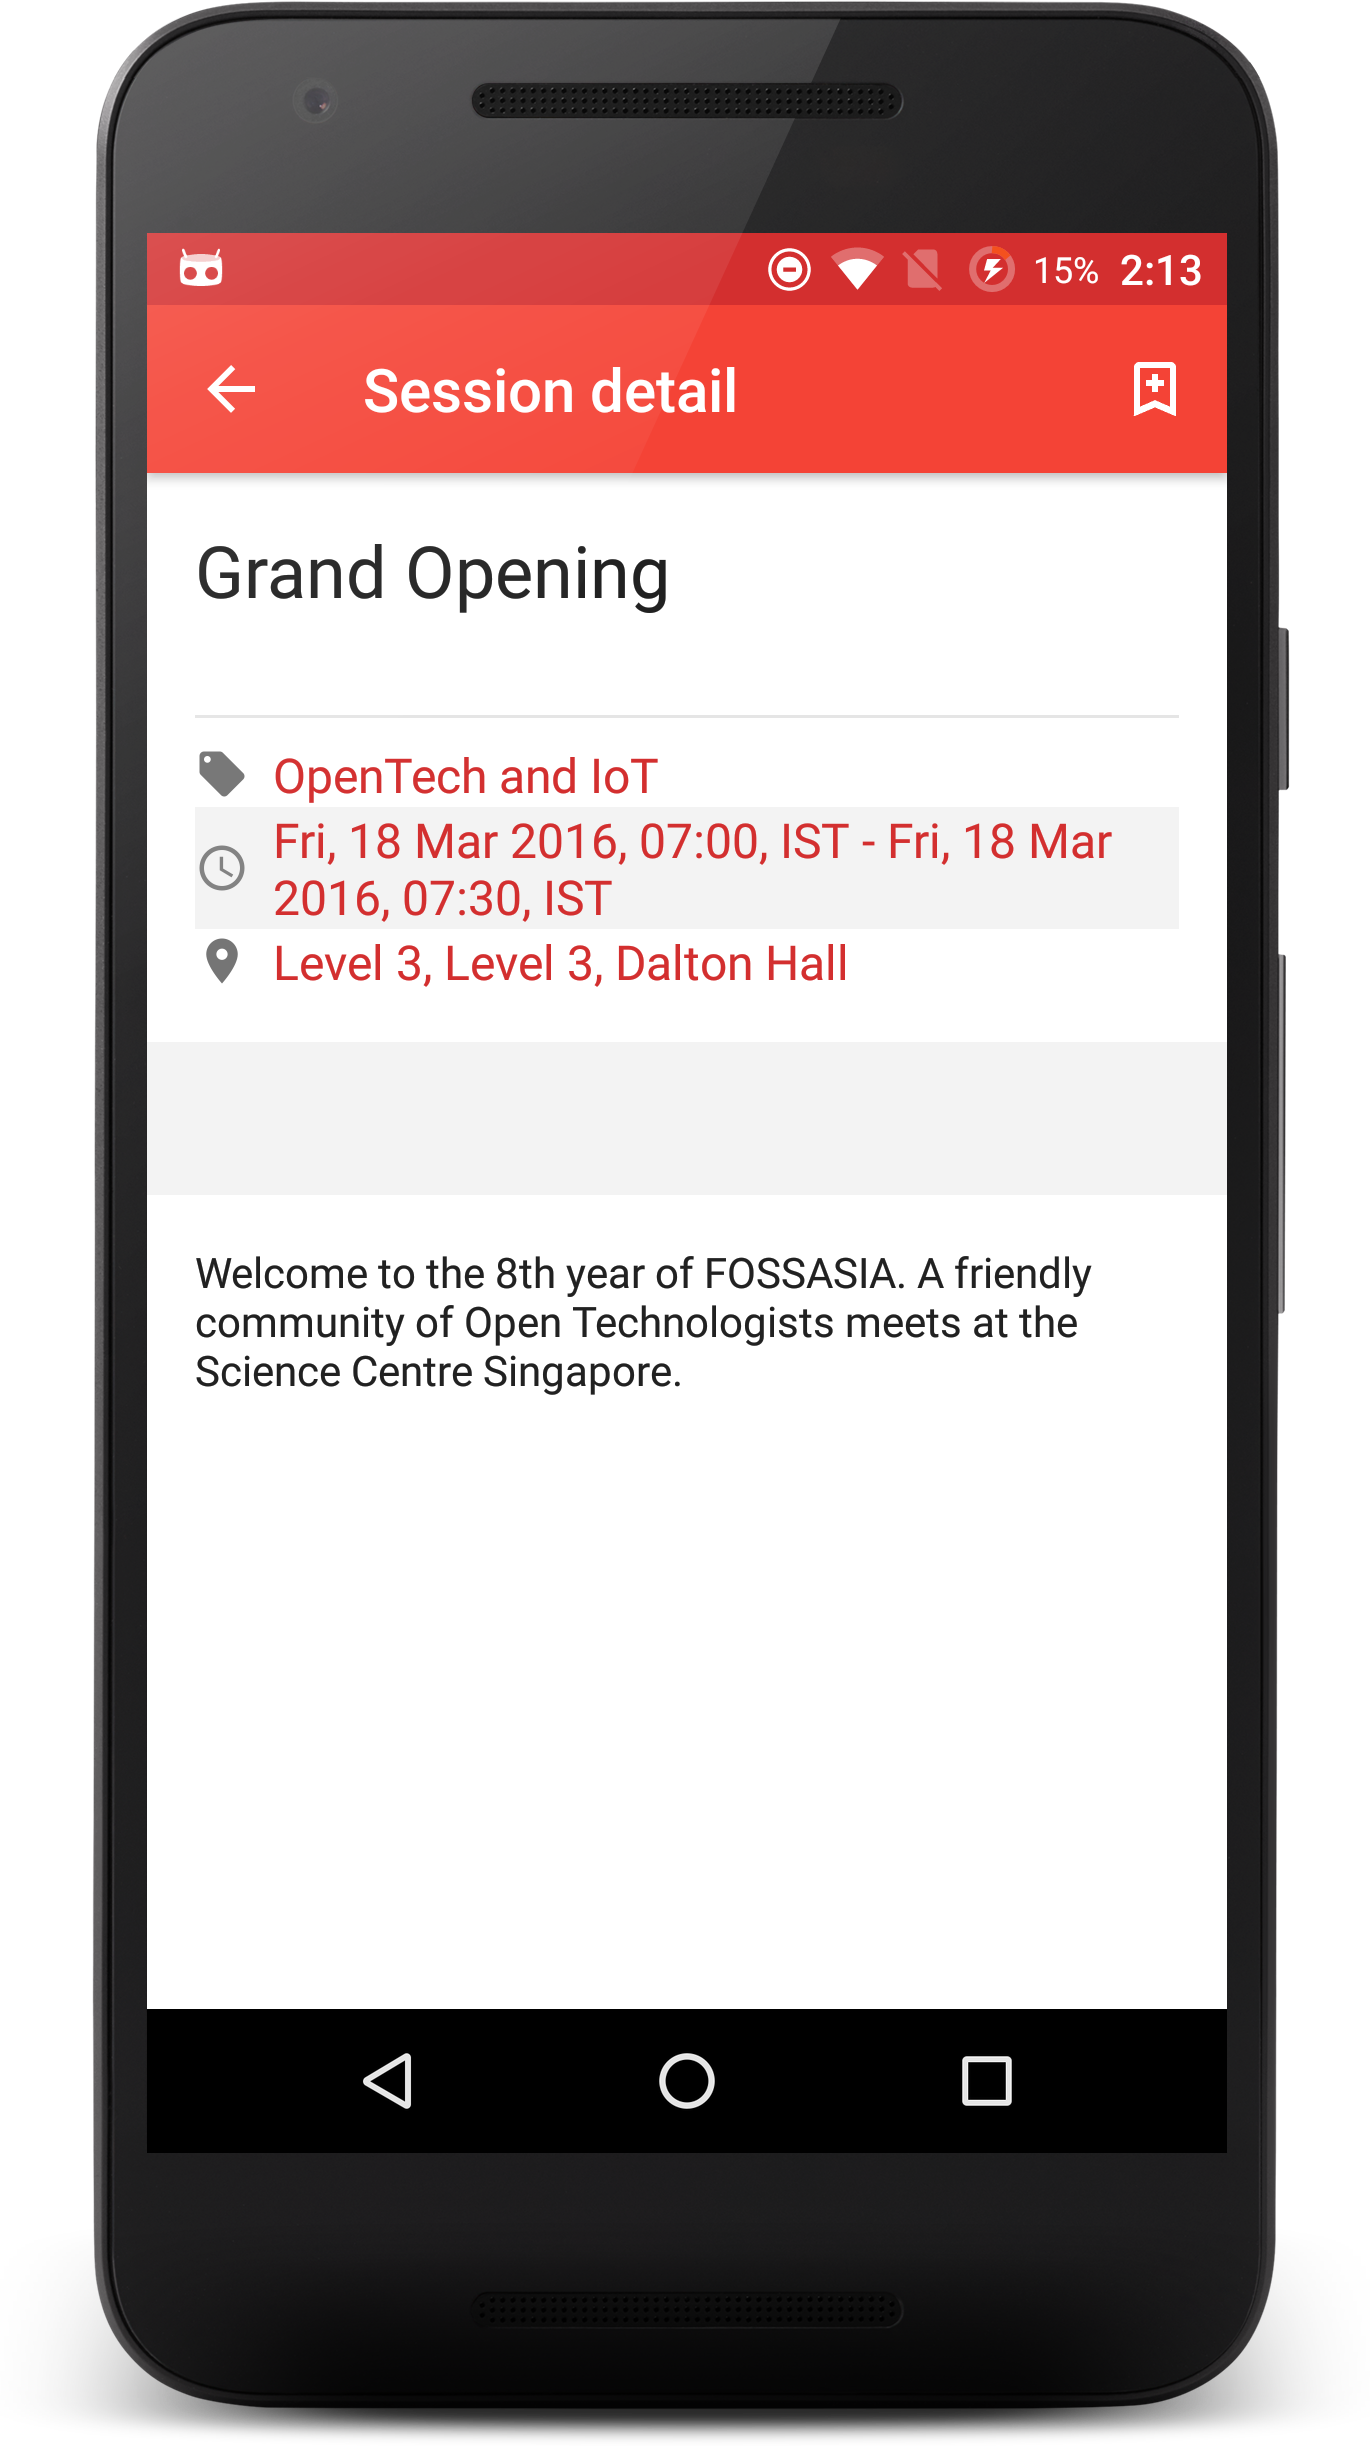 15% 2:13
Session detail
Grand Opening
OpenTech and IoT
Fri, 18 Mar 2016, 07:00, IST - Fri, 18 Mar
2016, 07:30, IST
Level 3, Level 3, Dalton Hall
Welcome to the 8th year of FOSSASIA. A friendly
community of Open Technologists meets at the
Science Centre Singapore.